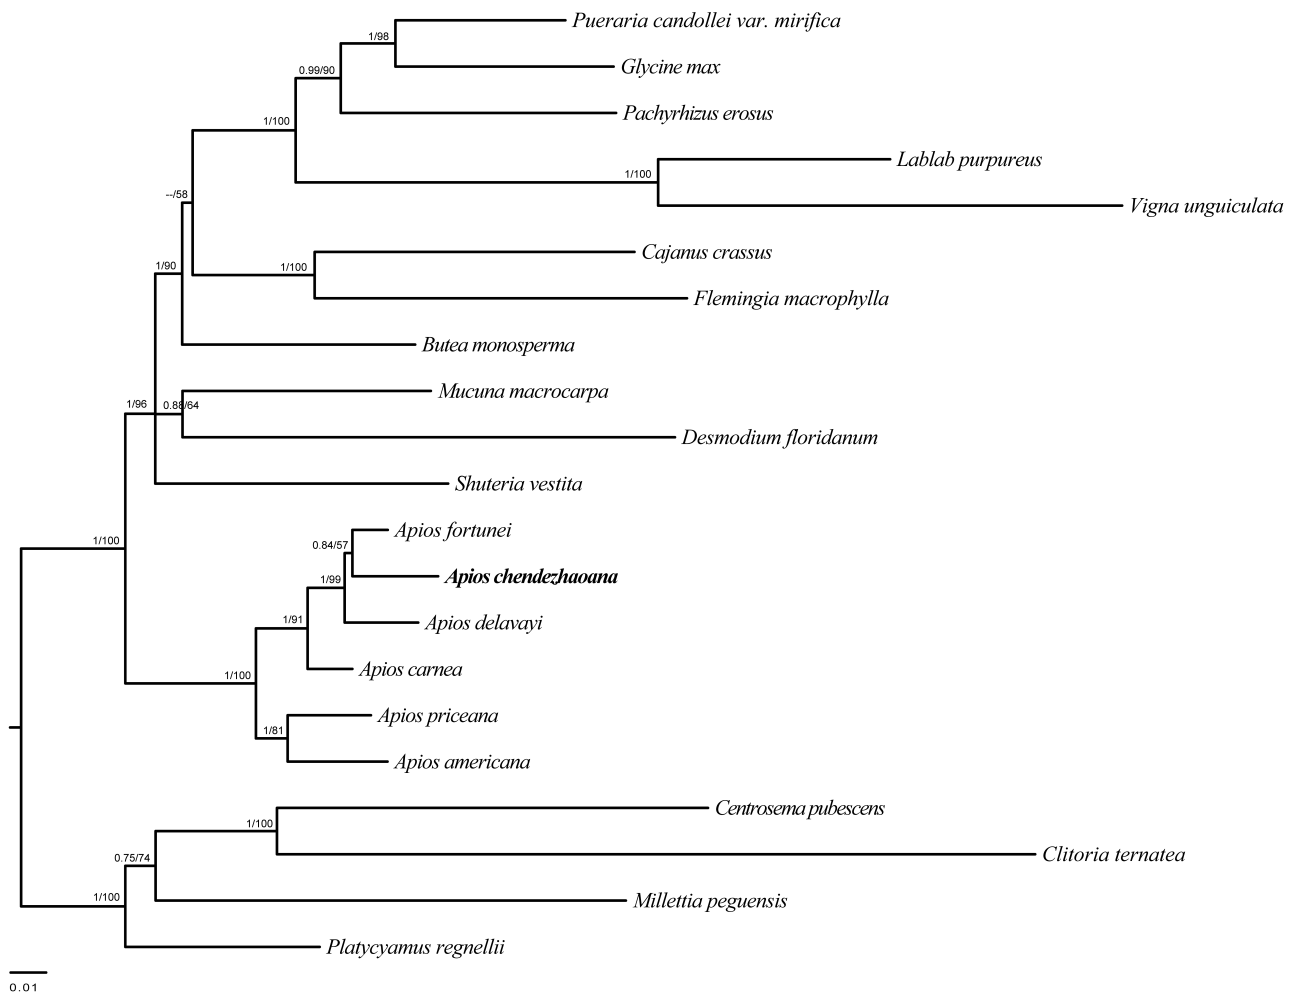 Pueraria candollei var. mirifica
1/98
Glycine max
0.99/90
Pachyrhizus erosus
1/100
Lablab purpureus
1/100
--/58
Vigna unguiculata
Cajanus crassus
1/90
1/100
Flemingia macrophylla
Butea monosperma
Mucuna macrocarpa
1/96
0.88/64
Desmodium floridanum
Shuteria vestita
Apios fortunei
1/100
0.84/57
Apios chendezhaoana
1/99
Apios delavayi
1/91
Apios carnea
1/100
Apios priceana
1/81
Apios americana
Centrosema pubescens
1/100
Clitoria ternatea
0.75/74
1/100
Millettia peguensis
Platycyamus regnellii
0.01